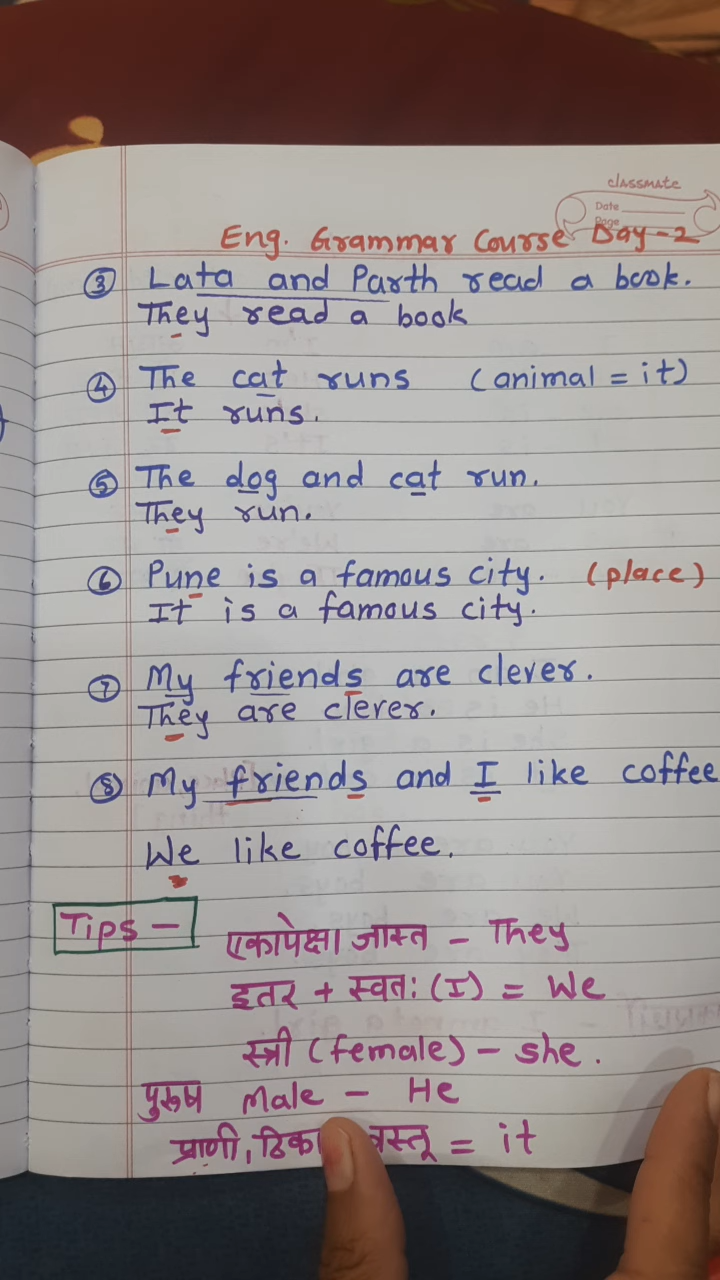 classmate
Date
Page
Eng. Grammar Course Day-2
③ Lata and Parth read a book.
They read a book
④ The cat runs (animal = it)
It runs.
⑤ The dog and cat run.
They run.
⑥ Pune is a famous city. (place)
It is a famous city.
⑦ My friends are clever.
They are clever.
⑧ My friends and I like coffee
We like coffee.
Tips - एकापेक्षा जास्त - They
इतर + स्वतः (I) = We
स्त्री (female) - she.
पुरूष Male - He
प्राणी, वस्तू = it